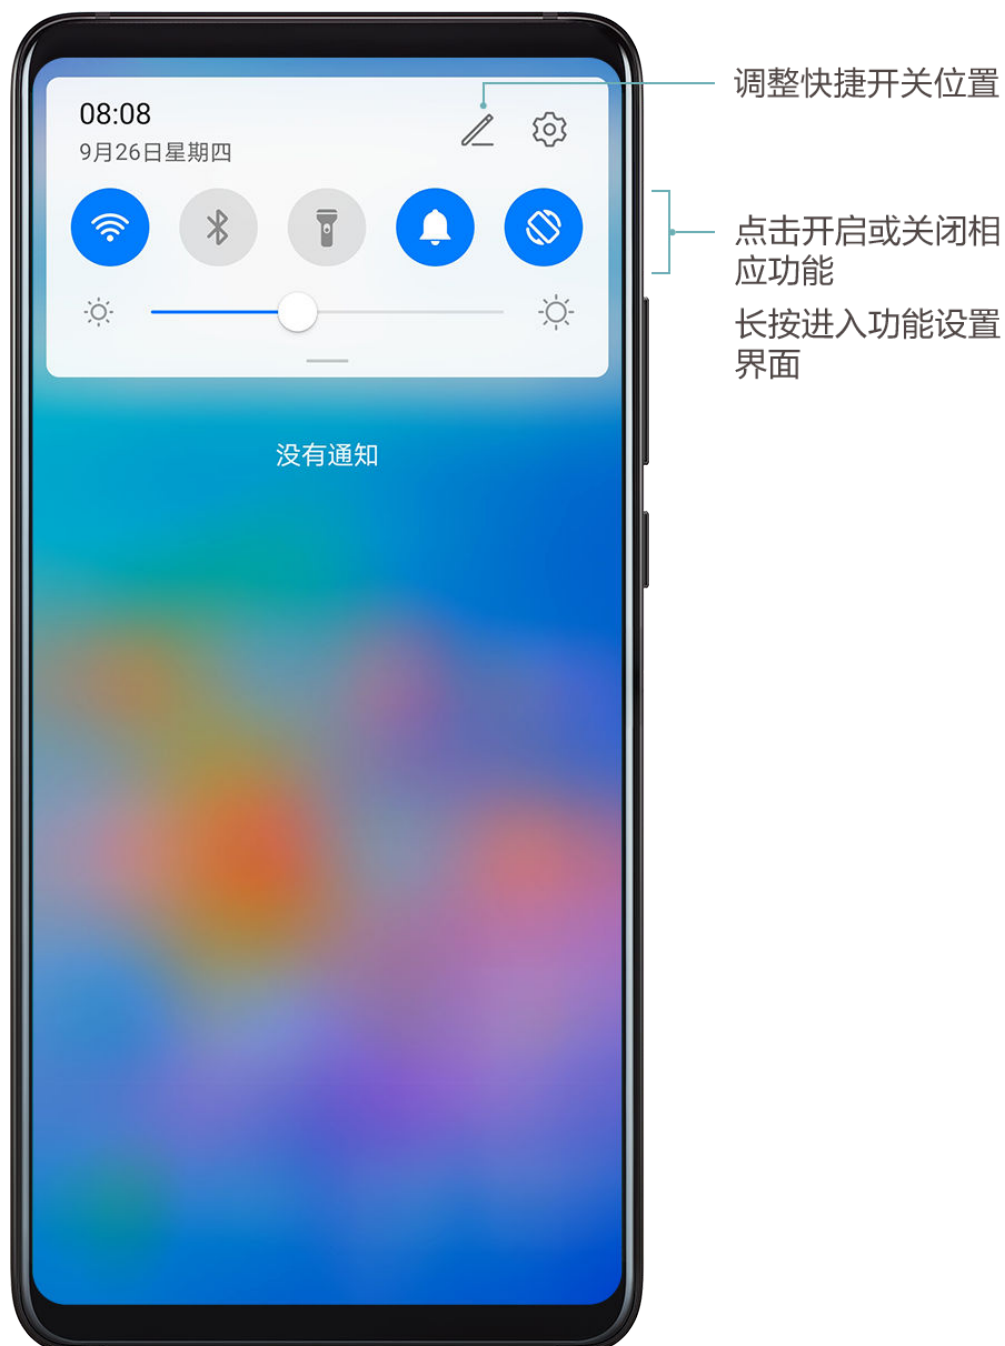 08:08
9月26日星期四
没有通知
调整快捷开关位置
点击开启或关闭相
应功能
长按进入功能设置
界面